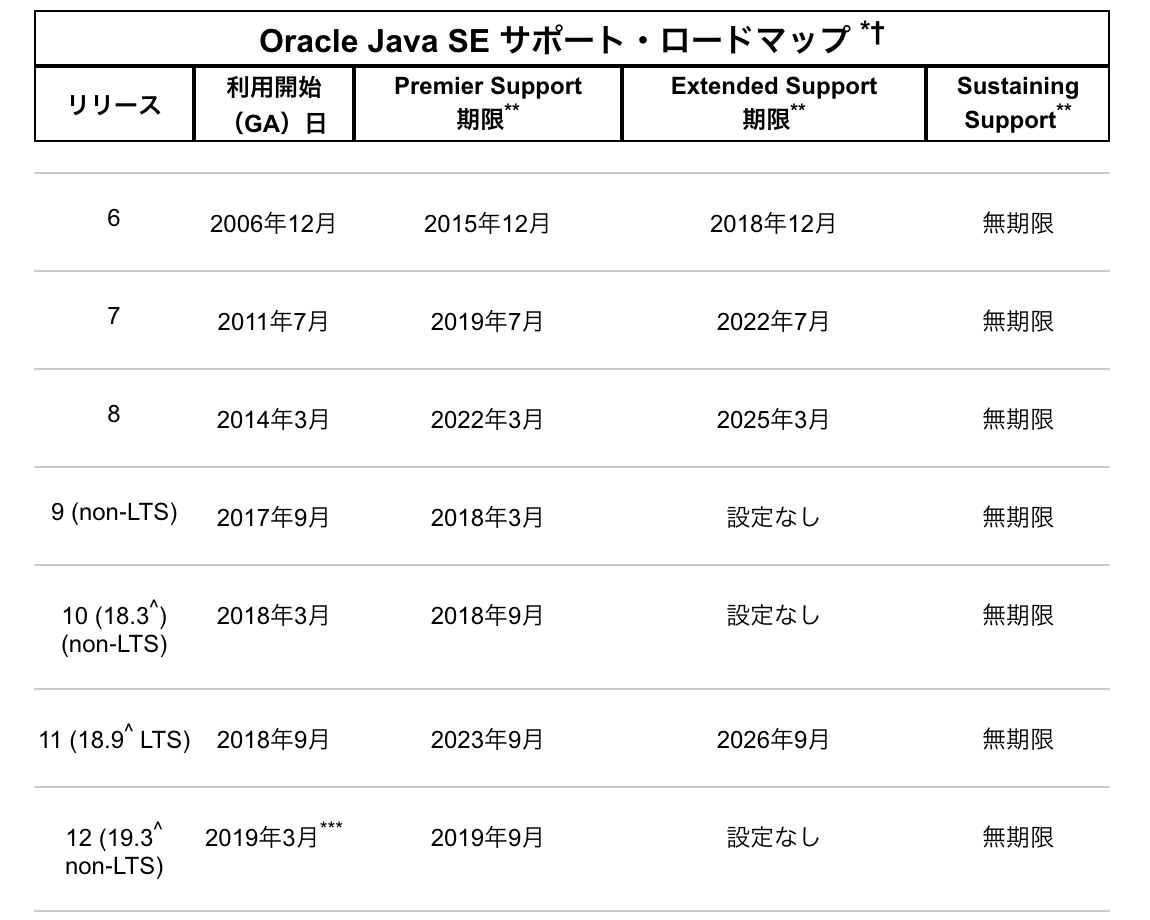 Oracle Java SE サポート・ロードマップ *†
リリース
利用開始
（GA）日
Premier Support
期限**
Extended Support
期限**
Sustaining
Support**
6 2006年12月 2015年12月 2018年12月 無期限
7 2011年7月 2019年7月 2022年7月 無期限
8 2014年3月 2022年3月 2025年3月 無期限
9 (non-LTS) 2017年9月 2018年3月 設定なし 無期限
10 (18.3^) 2018年3月 2018年9月 設定なし 無期限
(non-LTS)
11 (18.9^ LTS) 2018年9月 2023年9月 2026年9月 無期限
12 (19.3^ 2019年3月*** 2019年9月 設定なし 無期限
non-LTS)